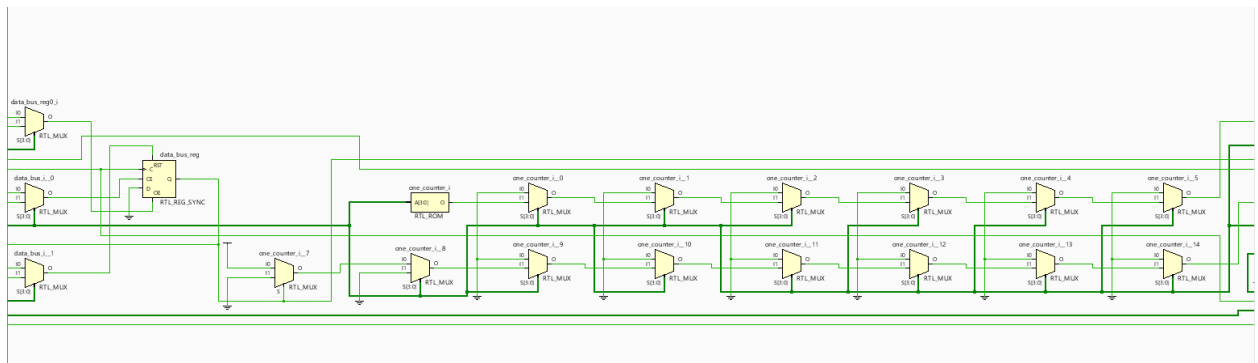 data_bus_reg0_i
I0
I1
O
S[3:0]
RTL_MUX
data_bus_reg
RST
C
CE
D
OE
Q
RTL_REG_SYNC
data_bus_i__0
I0
I1
O
S[3:0]
RTL_MUX
one_counter_i
A[3:0]
O
RTL_ROM
one_counter_i__0
I0
I1
O
S[3:0]
RTL_MUX
one_counter_i__1
I0
I1
O
S[3:0]
RTL_MUX
one_counter_i__2
I0
I1
O
S[3:0]
RTL_MUX
one_counter_i__3
I0
I1
O
S[3:0]
RTL_MUX
one_counter_i__4
I0
I1
O
S[3:0]
RTL_MUX
one_counter_i__5
I0
I1
O
S[3:0]
RTL_MUX
data_bus_i__1
I0
I1
O
S[3:0]
RTL_MUX
one_counter_i__7
I0
I1
O
S
RTL_MUX
one_counter_i__8
I0
I1
O
S[3:0]
RTL_MUX
one_counter_i__9
I0
I1
O
S[3:0]
RTL_MUX
one_counter_i__10
I0
I1
O
S[3:0]
RTL_MUX
one_counter_i__11
I0
I1
O
S[3:0]
RTL_MUX
one_counter_i__12
I0
I1
O
S[3:0]
RTL_MUX
one_counter_i__13
I0
I1
O
S[3:0]
RTL_MUX
one_counter_i__14
I0
I1
O
S[3:0]
RTL_MUX